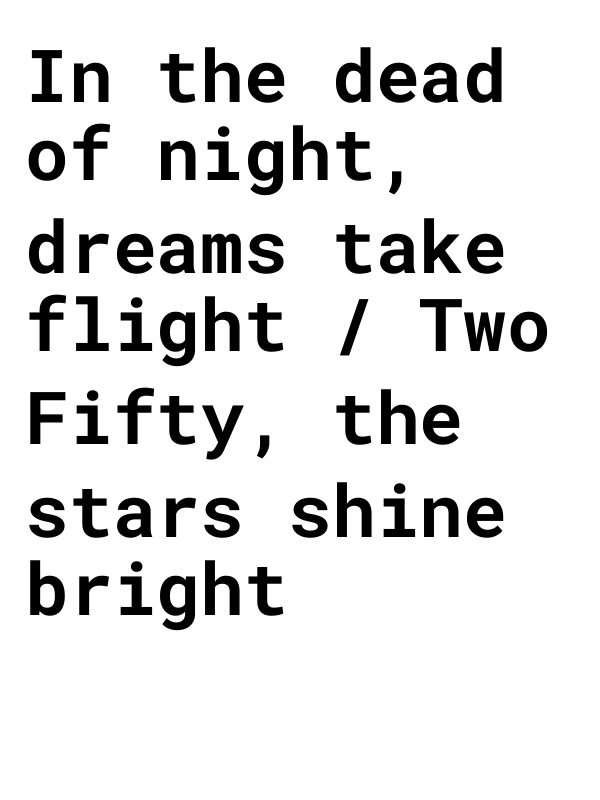 In the dead
of night,
dreams take
flight / Two
Fifty, the
stars shine
bright